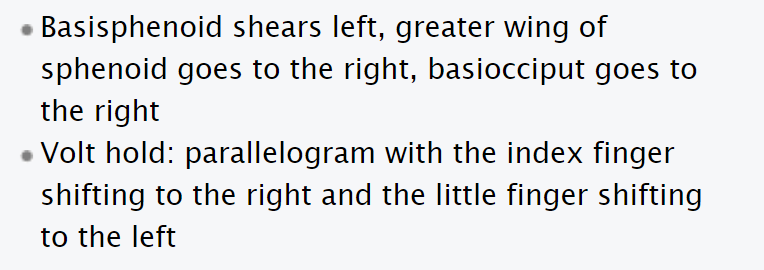 Basisphenoid shears left, greater wing of
sphenoid goes to the right, basiocciput goes to
the right
Volt hold: parallelogram with the index finger
shifting to the right and the little finger shifting
to the left